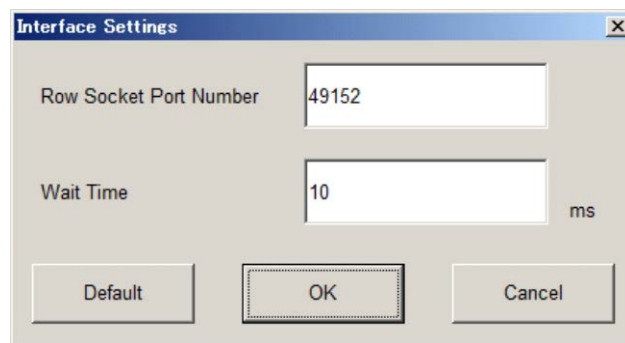 Interface Settings
Row Socket Port Number 49152
Wait Time 10 ms
Default OK Cancel